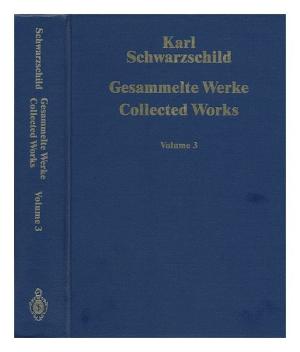 Karl
Schwarzschild
Gesammelte Werke
Collected Works
Volume 3
Schwarzschild
Gesammelte Werke
Collected Works
Volume 3